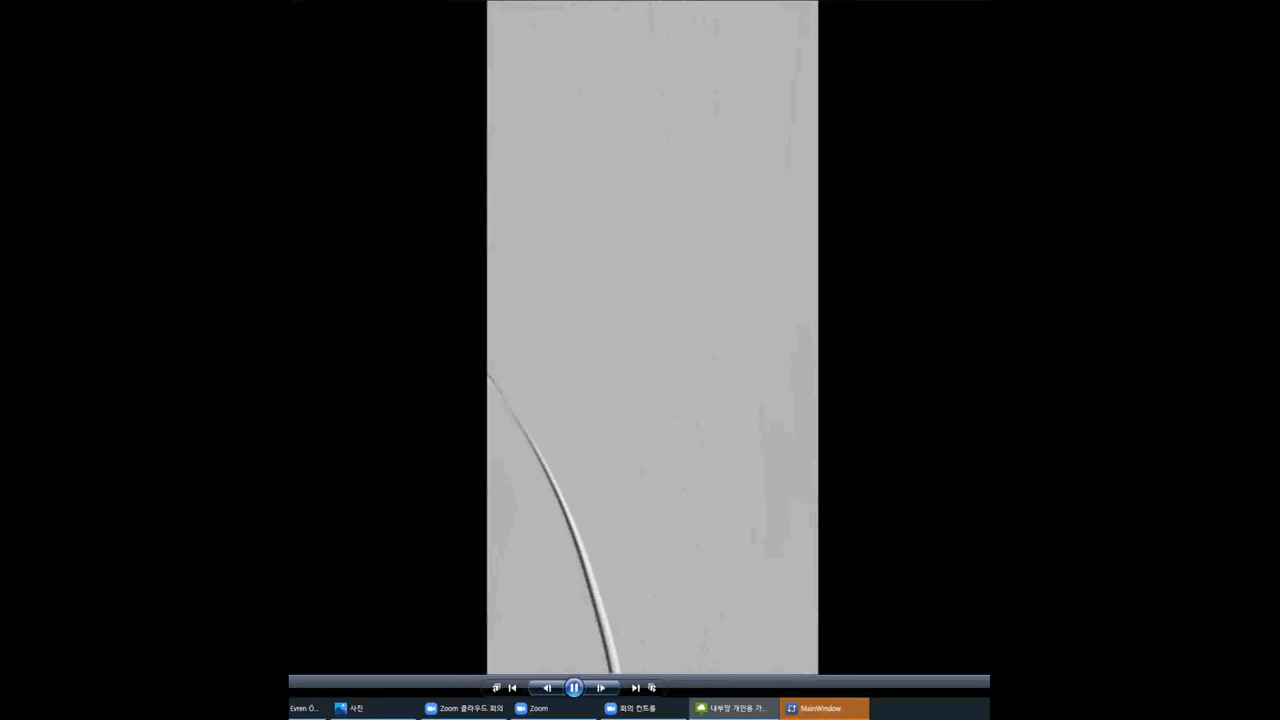 Evren Ö...
사진
Zoom 클라우드 회의
Zoom
회의 컨트롤
내부망 개인용 가...
MainWindow